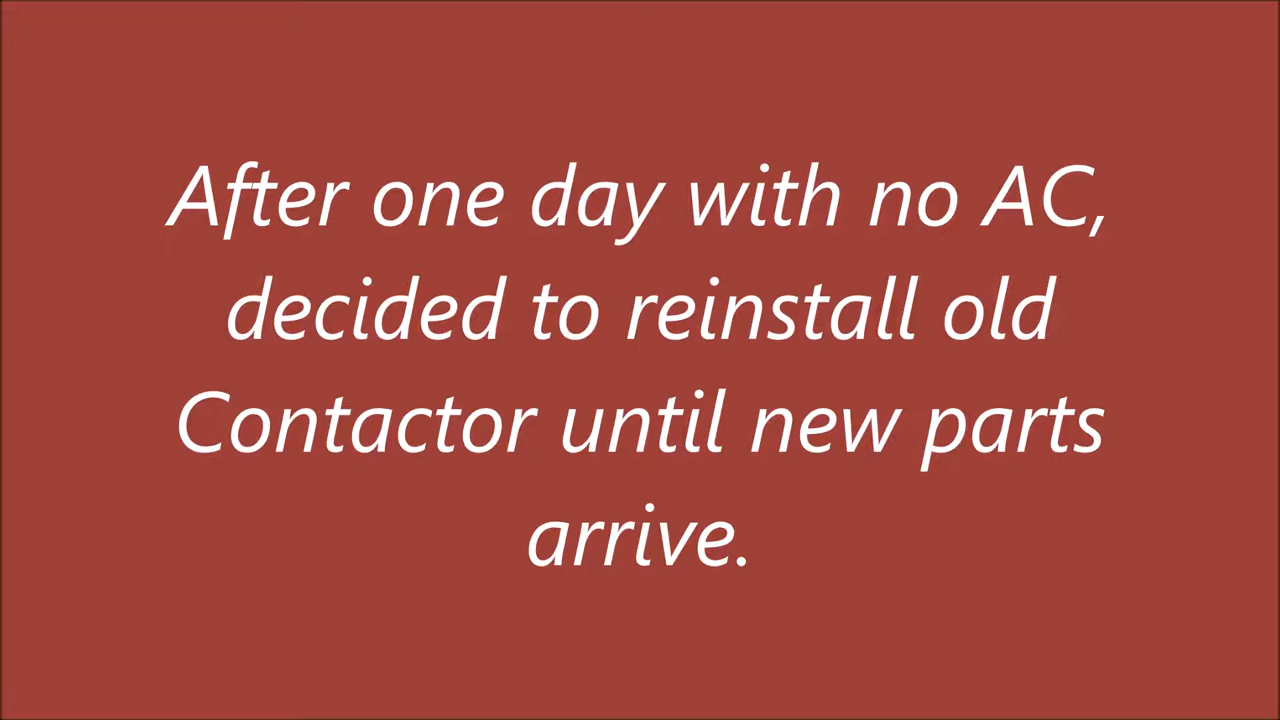 After one day with no AC,
decided to reinstall old
Contactor until new parts
arrive.